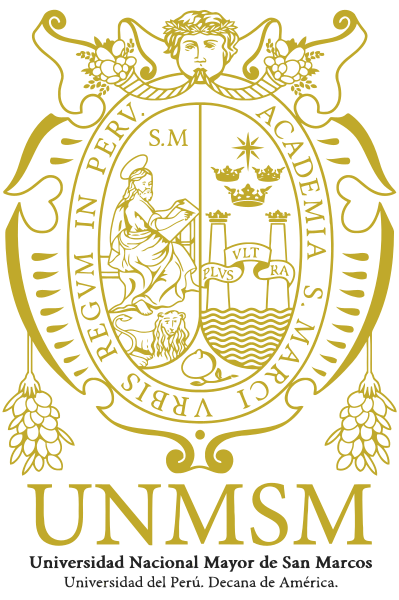 S.M
ACADEMIA S. MARCI VRBIS REGVM IN PERV.
PLVS VLT RA
UNMSM
Universidad Nacional Mayor de San Marcos
Universidad del Perú. Decana de América.